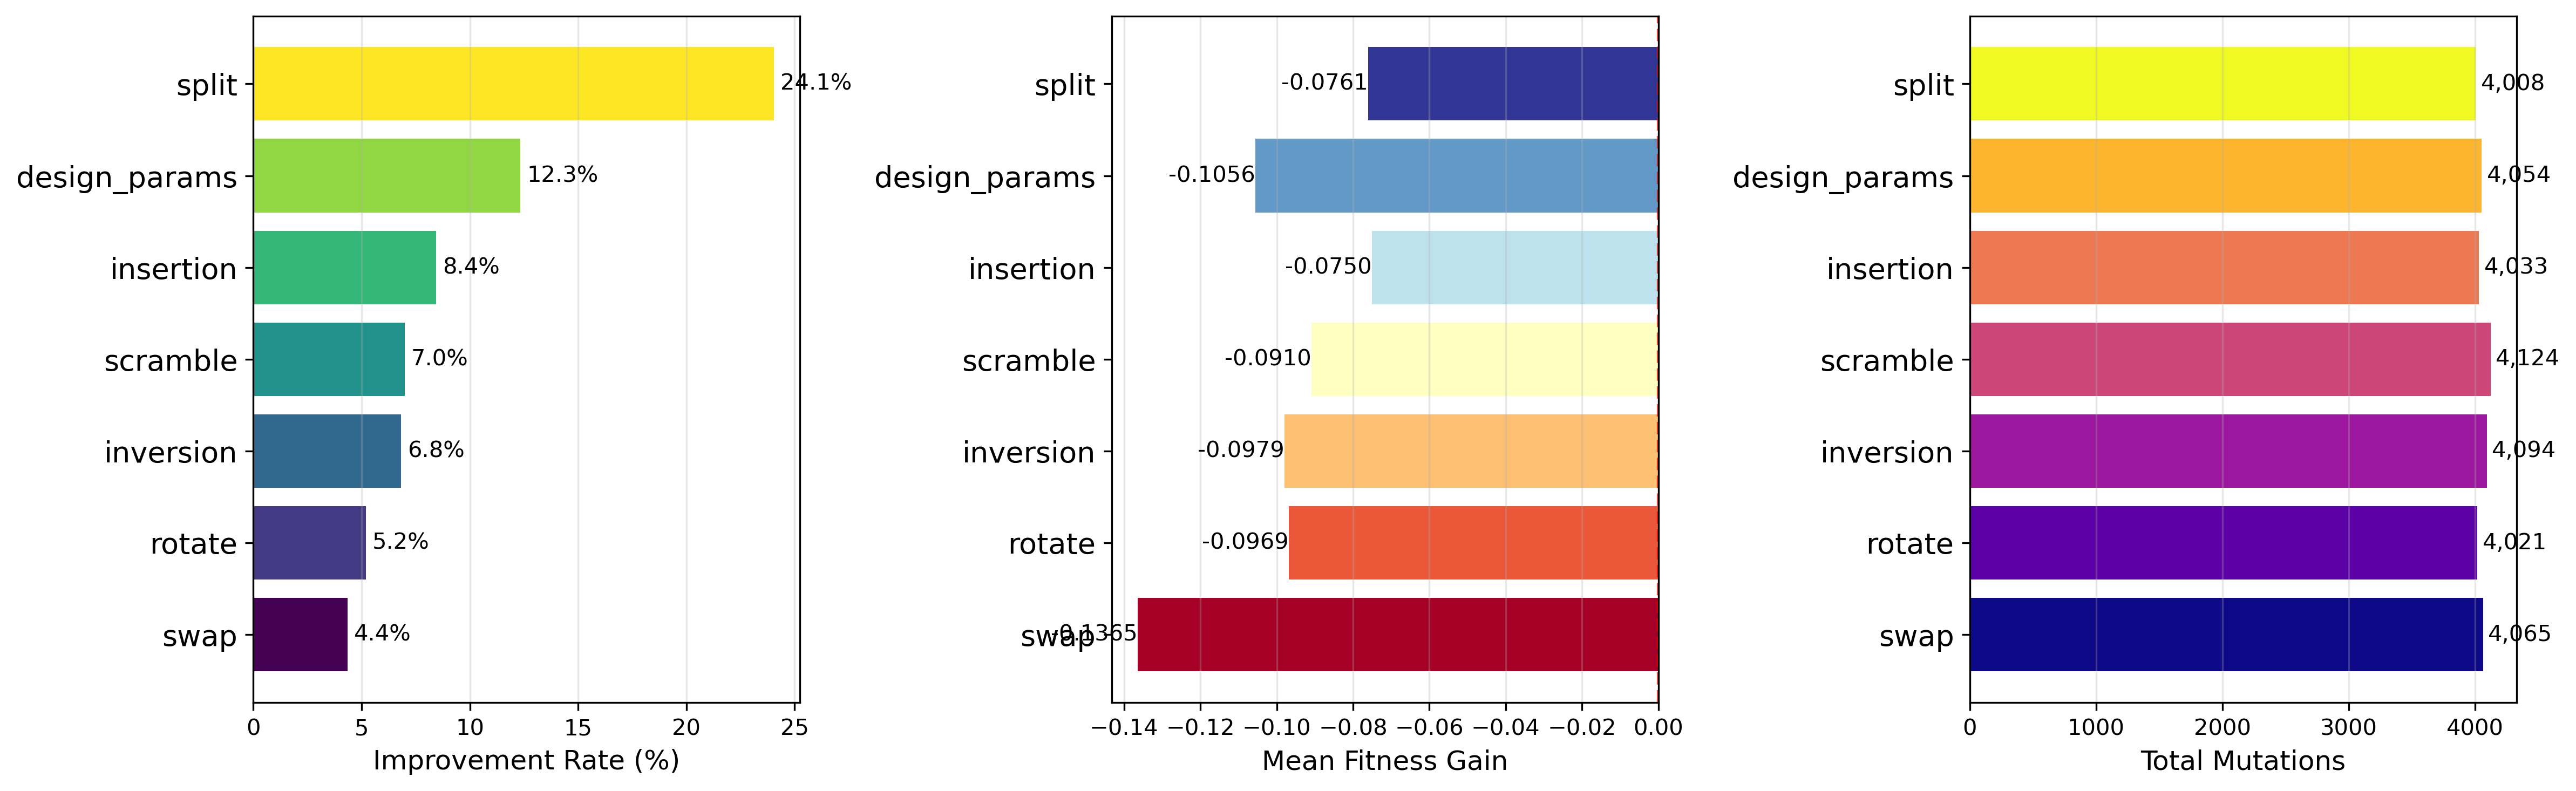 split
24.1%
design_params
12.3%
insertion
8.4%
scramble
7.0%
inversion
6.8%
rotate
5.2%
swap
4.4%
0 5 10 15 20 25
Improvement Rate (%)
split
-0.0761
design_params
-0.1056
insertion
-0.0750
scramble
-0.0910
inversion
-0.0979
rotate
-0.0969
swap
-0.1365
−0.14 −0.12 −0.10 −0.08 −0.06 −0.04 −0.02 0.00
Mean Fitness Gain
split
4,008
design_params
4,054
insertion
4,033
scramble
4,124
inversion
4,094
rotate
4,021
swap
4,065
0 1000 2000 3000 4000
Total Mutations